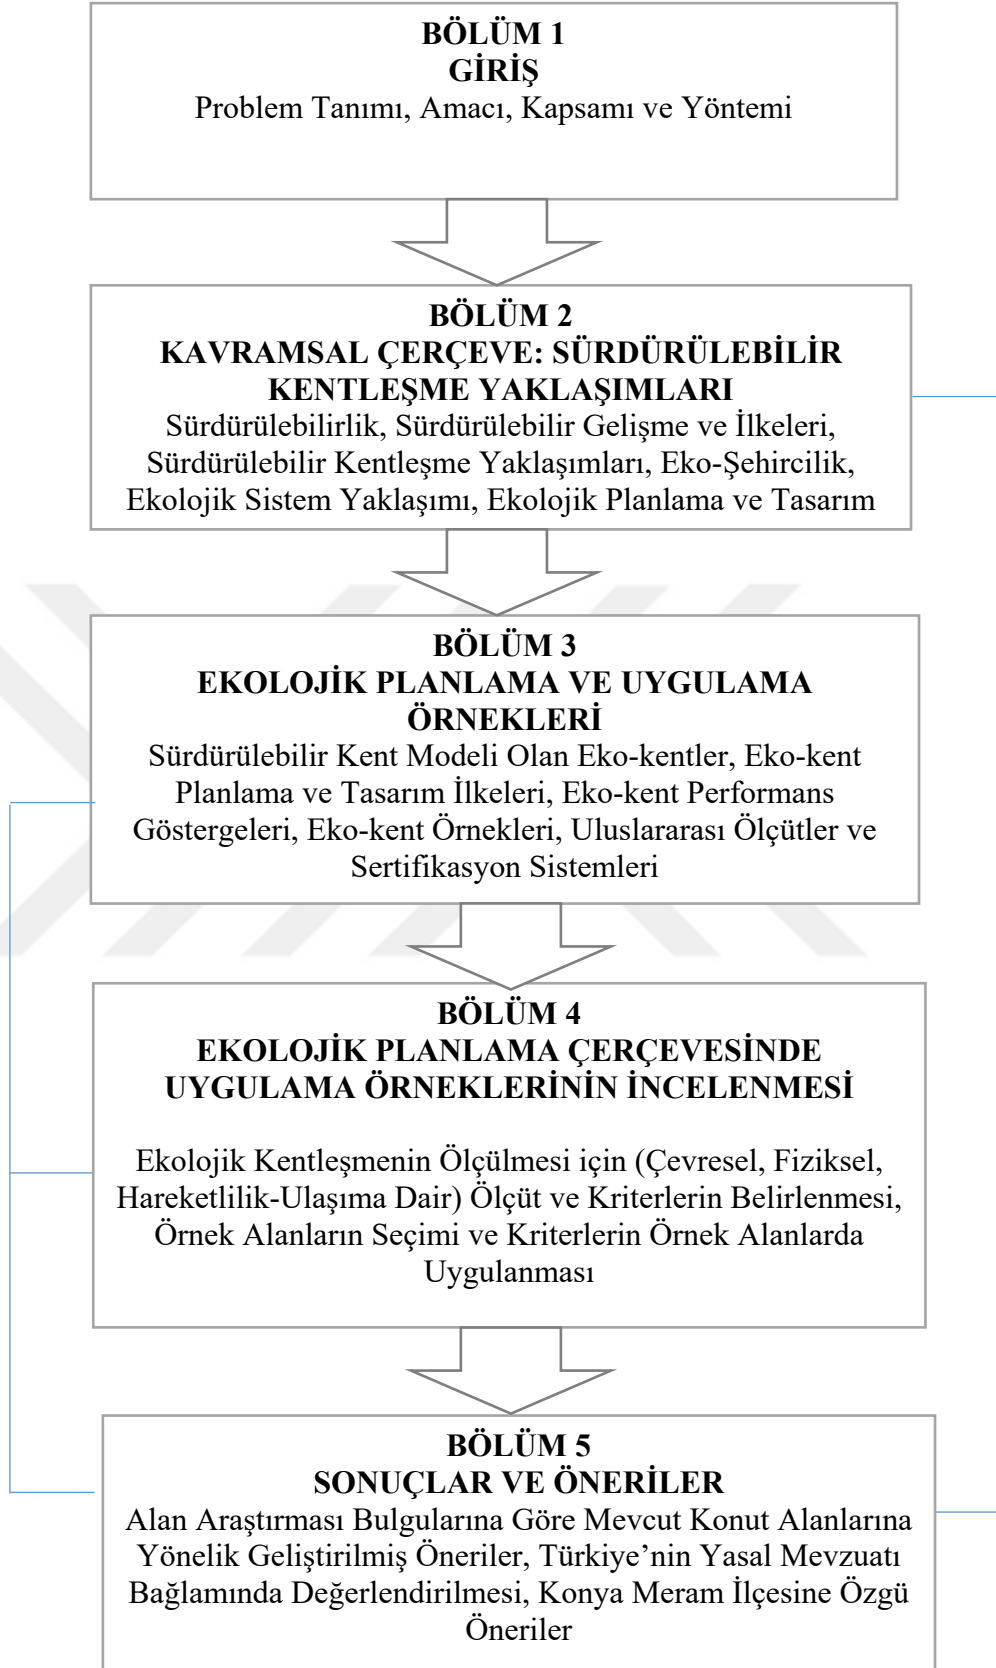 BÖLÜM 1
GİRİŞ
Problem Tanımı, Amacı, Kapsamı ve Yöntemi
BÖLÜM 2
KAVRAMSAL ÇERÇEVE: SÜRDÜRÜLEBİLİR
KENTLEŞME YAKLAŞIMLARI
Sürdürülebilirlik, Sürdürülebilir Gelişme ve İlkeleri,
Sürdürülebilir Kentleşme Yaklaşımları, Eko-Şehircilik,
Ekolojik Sistem Yaklaşımı, Ekolojik Planlama ve Tasarım
BÖLÜM 3
EKOLOJİK PLANLAMA VE UYGULAMA
ÖRNEKLERİ
Sürdürülebilir Kent Modeli Olan Eko-kentler, Eko-kent
Planlama ve Tasarım İlkeleri, Eko-kent Performans
Göstergeleri, Eko-kent Örnekleri, Uluslararası Ölçütler ve
Sertifikasyon Sistemleri
BÖLÜM 4
EKOLOJİK PLANLAMA ÇERÇEVESİNDE
UYGULAMA ÖRNEKLERİNİN İNCELENMESİ
Ekolojik Kentleşmenin Ölçülmesi için (Çevresel, Fiziksel,
Hareketlilik-Ulaşıma Dair) Ölçüt ve Kriterlerin Belirlenmesi,
Örnek Alanların Seçimi ve Kriterlerin Örnek Alanlarda
Uygulanması
BÖLÜM 5
SONUÇLAR VE ÖNERİLER
Alan Araştırması Bulgularına Göre Mevcut Konut Alanlarına
Yönelik Geliştirilmiş Öneriler, Türkiye’nin Yasal Mevzuatı
Bağlamında Değerlendirilmesi, Konya Meram İlçesine Özgü
Öneriler